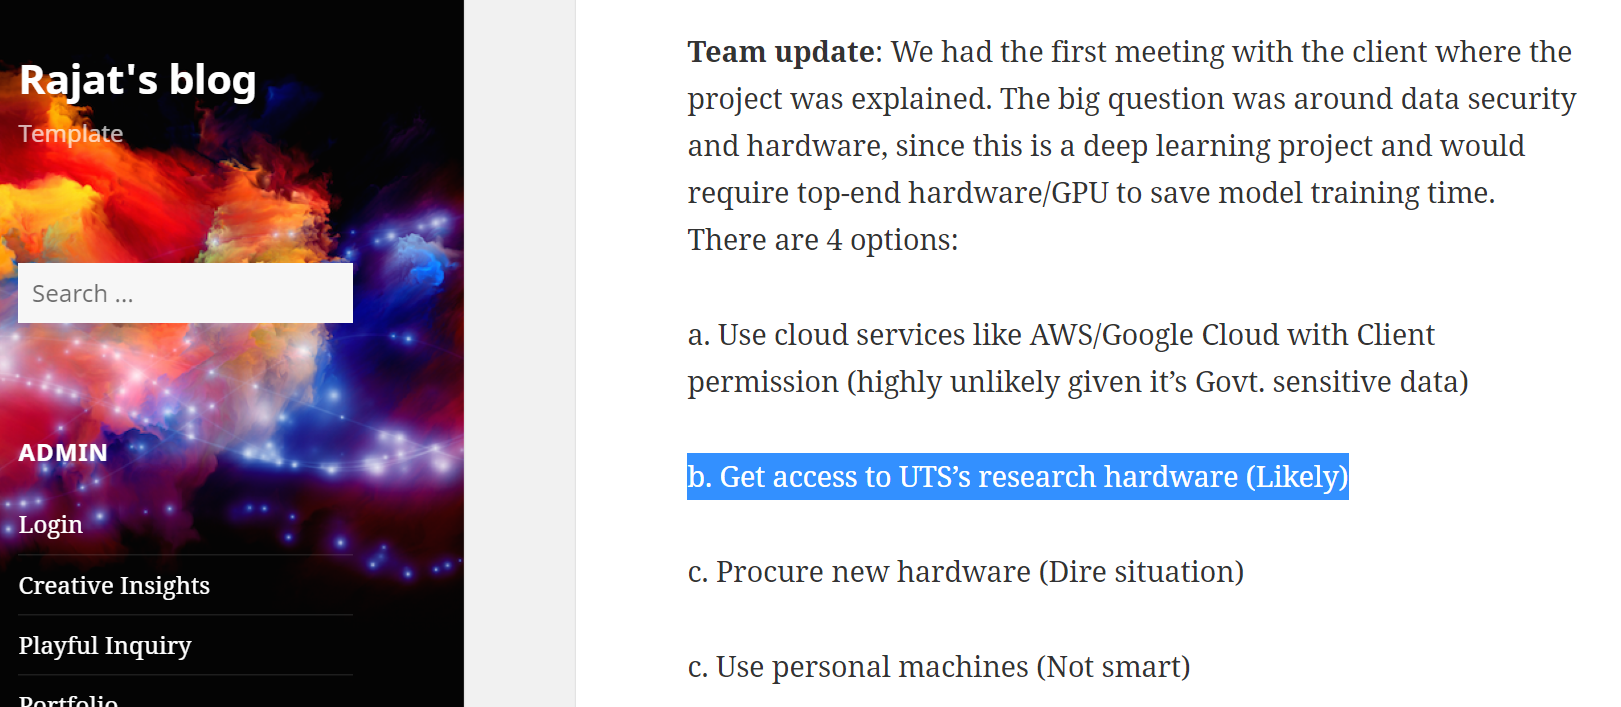 Rajat's blog
Template
Search ...
ADMIN
Login
Creative Insights
Playful Inquiry
Portfolio
Team update: We had the first meeting with the client where the
project was explained. The big question was around data security
and hardware, since this is a deep learning project and would
require top-end hardware/GPU to save model training time.
There are 4 options:
a. Use cloud services like AWS/Google Cloud with Client
permission (highly unlikely given it’s Govt. sensitive data)
b. Get access to UTS’s research hardware (Likely)
c. Procure new hardware (Dire situation)
c. Use personal machines (Not smart)